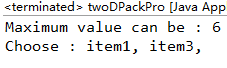 <terminated> twoDPackPro [Java App
Maximum value can be : 6
Choose : item1, item3,